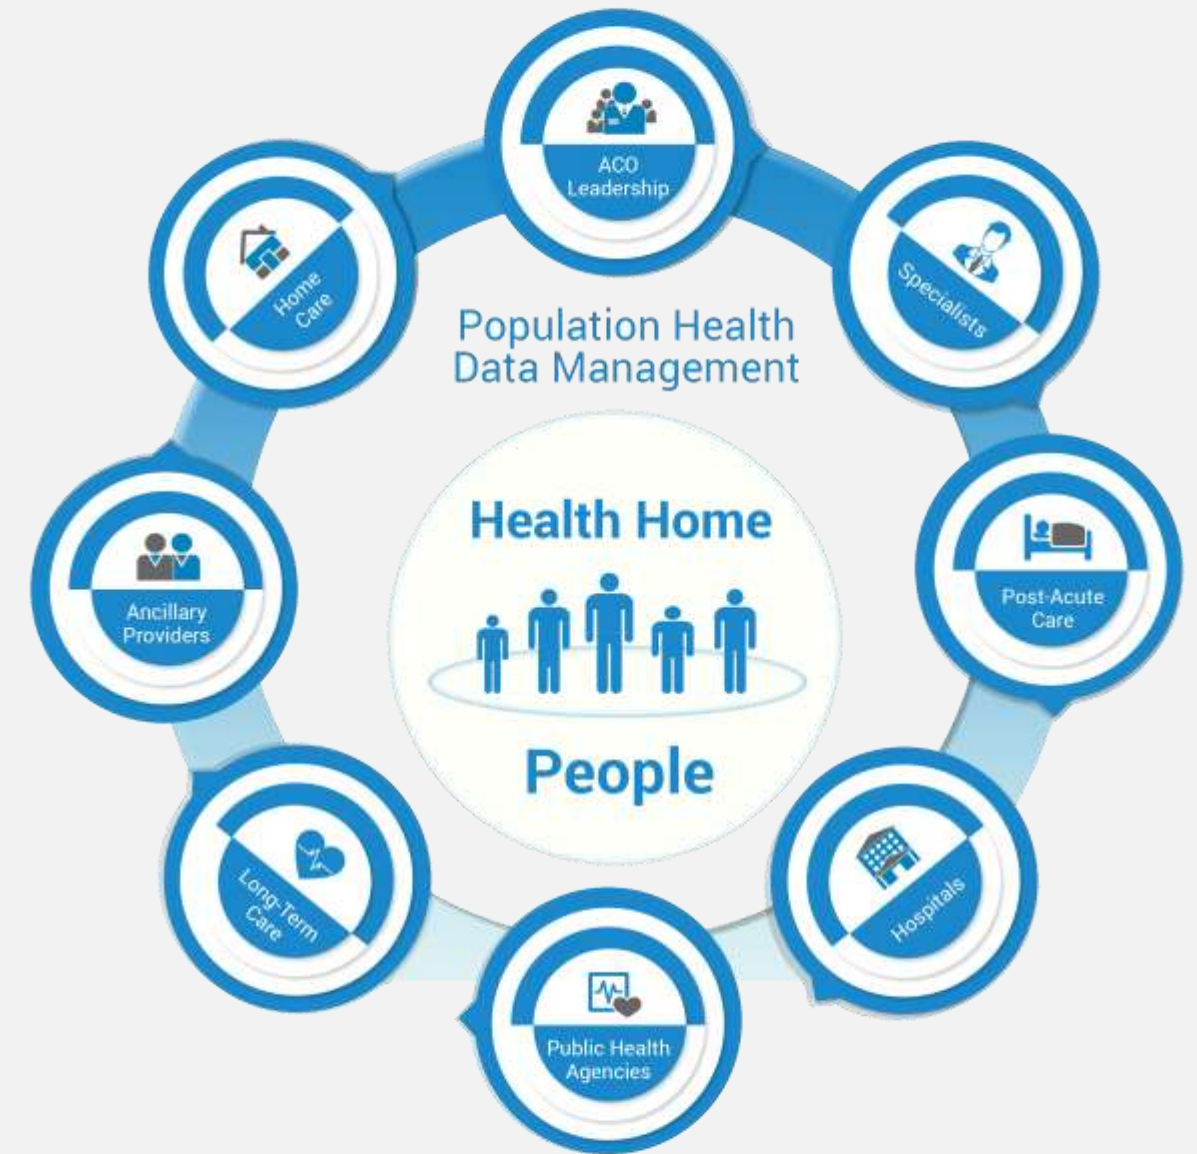 ACO
Leadership
Specialists
Post-Acute
Care
Hospitals
Public Health
Agencies
Long-Term
Care
Ancillary
Providers
Home
Care
Population Health
Data Management
Health Home
People